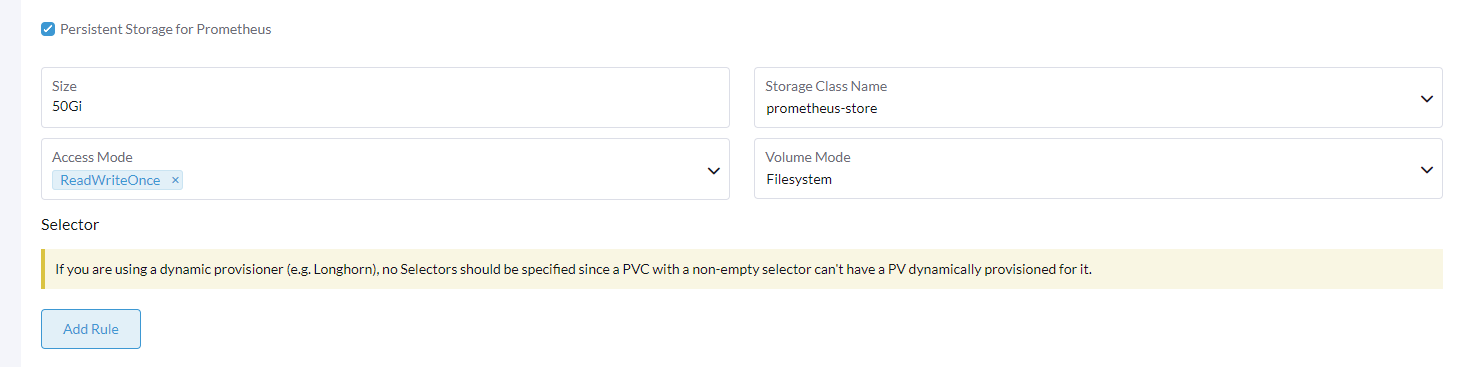 Persistent Storage for Prometheus
Size
50Gi
Storage Class Name
prometheus-store
Access Mode
ReadWriteOnce ×
Volume Mode
Filesystem
Selector
If you are using a dynamic provisioner (e.g. Longhorn), no Selectors should be specified since a PVC with a non-empty selector can't have a PV dynamically provisioned for it.
Add Rule